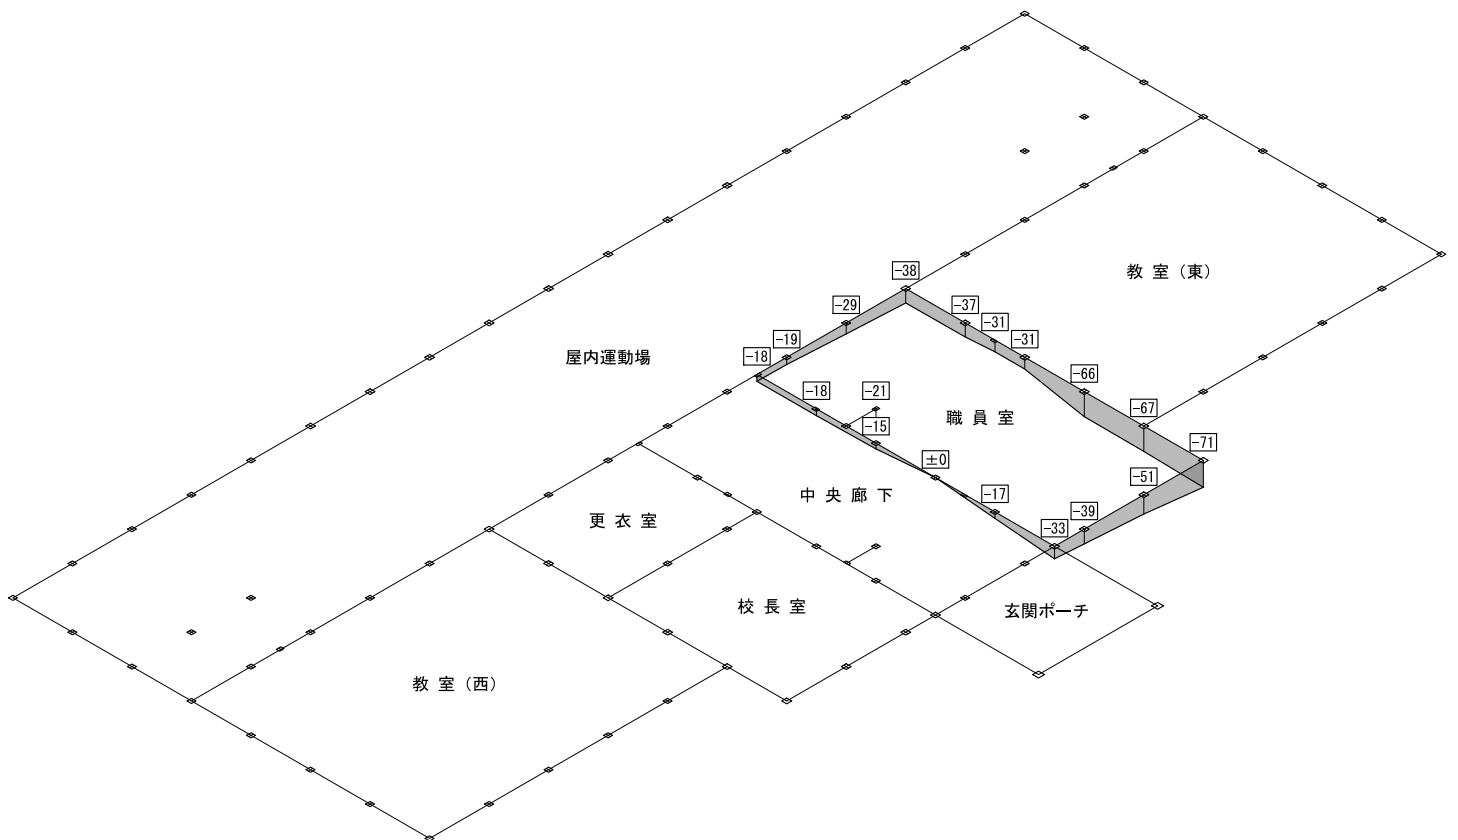 -38
教 室（東）
-29
-37
-31
-19
-31
屋内運動場
-18
-66
-18
-21
職 員 室
-67
-15
-71
±0
-51
中 央 廊 下
-17
更 衣 室
-39
-33
校 長 室
玄関ポーチ
教 室（西）